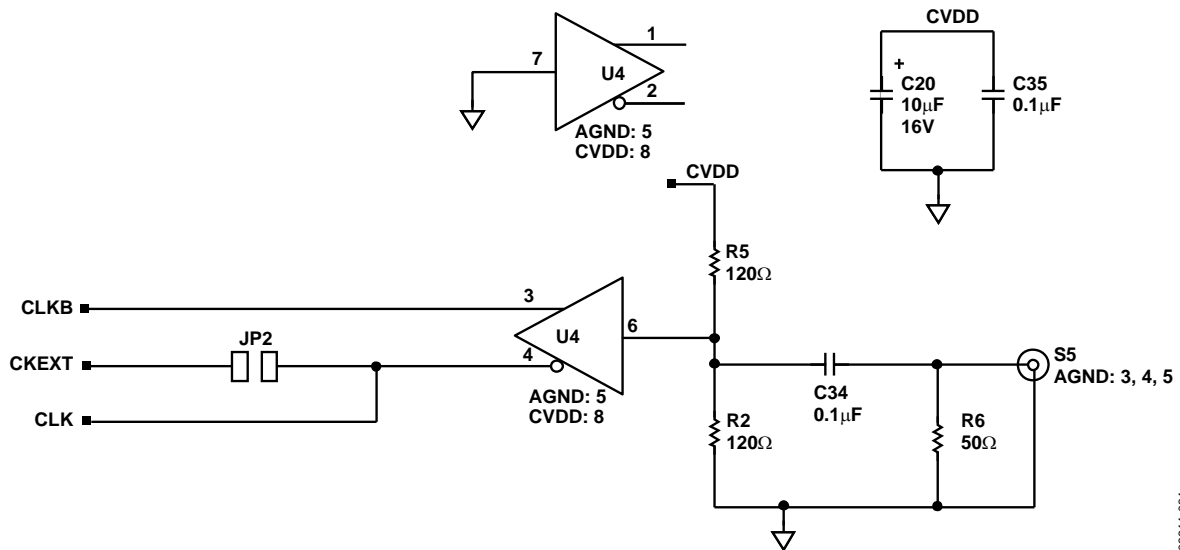 1
7
U4
2
AGND: 5
CVDD: 8
CVDD
+
C20
10µF
16V
C35
0.1µF
CVDD
R5
120Ω
CLKB
3
6
U4
JP2
CKEXT
4
AGND: 5
CVDD: 8
CLK
C34
0.1µF
S5
AGND: 3, 4, 5
R2
120Ω
R6
50Ω